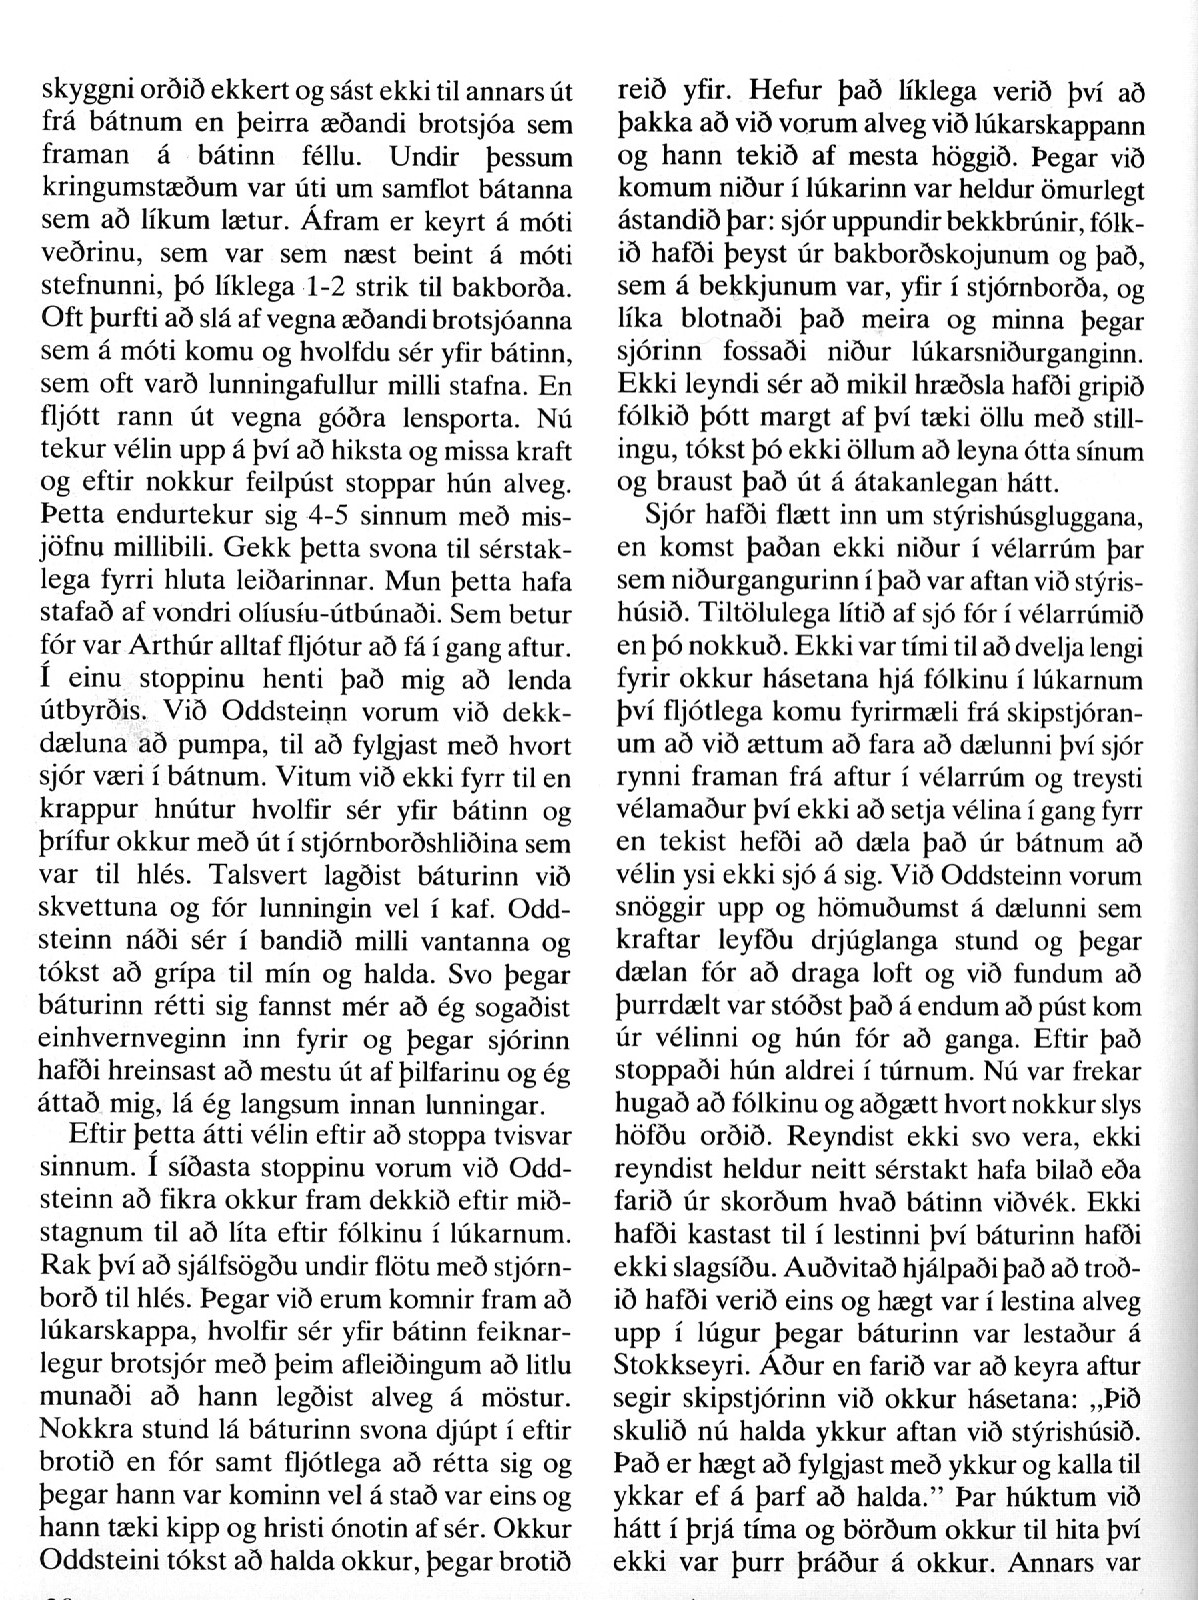 skyggni orðið ekkert og sást ekki til annars út
frá bátnum en þeirra æðandi brotsjóa sem
framan á bátinn féllu. Undir þessum
kringumstæðum var úti um samflot bátanna
sem að líkum lætur. Áfram er keyrt á móti
veðrinu, sem var sem næst beint á móti
stefnunni, þó líklega 1-2 strik til bakborða.
Oft þurfti að slá af vegna æðandi brotsjóanna
sem á móti komu og hvolfdu sér yfir bátinn,
sem oft varð lunningafullur milli stafna. En
fljótt rann út vegna góðra lensporta. Nú
tekur vélin upp á því að hiksta og missa kraft
og eftir nokkur feilpúst stoppar hún alveg.
Þetta endurtekur sig 4-5 sinnum með mis-
jöfnu millibili. Gekk þetta svona til sérstak-
lega fyrri hluta leiðarinnar. Mun þetta hafa
stafað af vondri olíusíu-útbúnaði. Sem betur
fór var Arthúr alltaf fljótur að fá í gang aftur.
Í einu stoppinu henti það mig að lenda
útbyrðis. Við Oddsteinn vorum við dekk-
dæluna að pumpa, til að fylgjast með hvort
sjór væri í bátnum. Vitum við ekki fyrr til en
krappur hnútur hvolfir sér yfir bátinn og
þrífur okkur með út í stjórnborðshliðina sem
var til hlés. Talsvert lagðist báturinn við
skvettuna og fór lunningin vel í kaf. Odd-
steinn náði sér í bandið milli vantanna og
tókst að grípa til mín og halda. Svo þegar
báturinn rétti sig fannst mér að ég sogaðist
einhvernveginn inn fyrir og þegar sjórinn
hafði hreinsast að mestu út af þilfarinu og ég
áttað mig, lá ég langsum innan lunningar.
Eftir þetta átti vélin eftir að stoppa tvisvar
sinnum. Í síðasta stoppinu vorum við Odd-
steinn að fikra okkur fram dekkið eftir mið-
stagnum til að líta eftir fólkinu í lúkarnum.
Rak því að sjálfsögðu undir flötu með stjórn-
borð til hlés. Þegar við erum komnir fram að
lúkarskappa, hvolfir sér yfir bátinn feiknar-
legur brotsjór með þeim afleiðingum að litlu
munaði að hann legðist alveg á möstur.
Nokkra stund lá báturinn svona djúpt í eftir
brotið en fór samt fljótlega að rétta sig og
þegar hann var kominn vel á stað var eins og
hann tæki kipp og hristi ónotin af sér. Okkur
Oddsteini tókst að halda okkur, þegar brotið
reið yfir. Hefur það líklega verið því að
þakka að við vorum alveg við lúkarskappann
og hann tekið af mesta höggið. Þegar við
komum niður í lúkarinn var heldur ömurlegt
ástandið þar: sjór uppundir bekkbrúnir, fólk-
ið hafði þeyst úr bakborðskojunum og það,
sem á bekkjunum var, yfir í stjórnborða, og
líka blotnaði það meira og minna þegar
sjórinn fossaði niður lúkarsniðurganginn.
Ekki leyndi sér að mikil hræðsla hafði gripið
fólkið þótt margt af því tæki öllu með still-
ingu, tókst þó ekki öllum að leyna ótta sínum
og braust það út á átakanlegan hátt.
Sjór hafði flætt inn um stýrishúsgluggana,
en komst þaðan ekki niður í vélarrúm þar
sem niðurgangurinn í það var aftan við stýris-
húsið. Tiltölulega lítið af sjó fór í vélarrúmið
en þó nokkuð. Ekki var tími til að dvelja lengi
fyrir okkur hásetana hjá fólkinu í lúkarnum
því fljótlega komu fyrirmæli frá skipstjóran-
um að við ættum að fara að dælunni því sjór
rynni framan frá aftur í vélarrúm og treysti
vélamaður því ekki að setja vélina í gang fyrr
en tekist hefði að dæla það úr bátnum að
vélin ysi ekki sjó á sig. Við Oddsteinn vorum
snöggir upp og hömuðumst á dælunni sem
kraftar leyfðu drjúglanga stund og þegar
dælan fór að draga loft og við fundum að
þurrdælt var stóðst það á endum að púst kom
úr vélinni og hún fór að ganga. Eftir það
stoppaði hún aldrei í túrnum. Nú var frekar
hugað að fólkinu og aðgætt hvort nokkur slys
höfðu orðið. Reyndist ekki svo vera, ekki
reyndist heldur neitt sérstakt hafa bilað eða
farið úr skorðum hvað bátinn viðvék. Ekki
hafði kastast til í lestinni því báturinn hafði
ekki slagsíðu. Auðvitað hjálpaði það að troð-
ið hafði verið eins og hægt var í lestina alveg
upp í lúgur þegar báturinn var lestaður á
Stokkseyri. Áður en farið var að keyra aftur
segir skipstjórinn við okkur hásetana: „Þið
skulið nú halda ykkur aftan við stýrishúsið.
Það er hægt að fylgjast með ykkur og kalla til
ykkar ef á þarf að halda.” Þar húktum við
hátt í þrjá tíma og börðum okkur til hita því
ekki var þurr þráður á okkur. Annars var